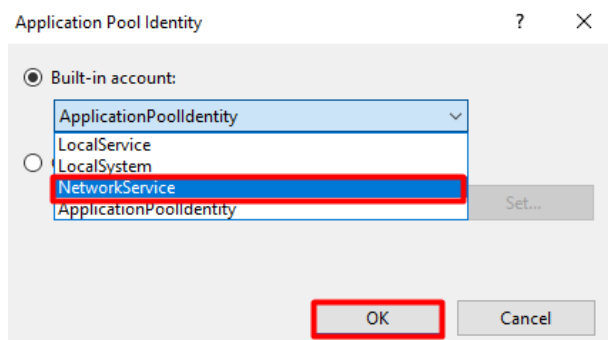 Application Pool Identity
?
Built-in account:
ApplicationPoolIdentity
LocalService
LocalSystem
NetworkService
ApplicationPoolIdentity
Set...
OK
Cancel